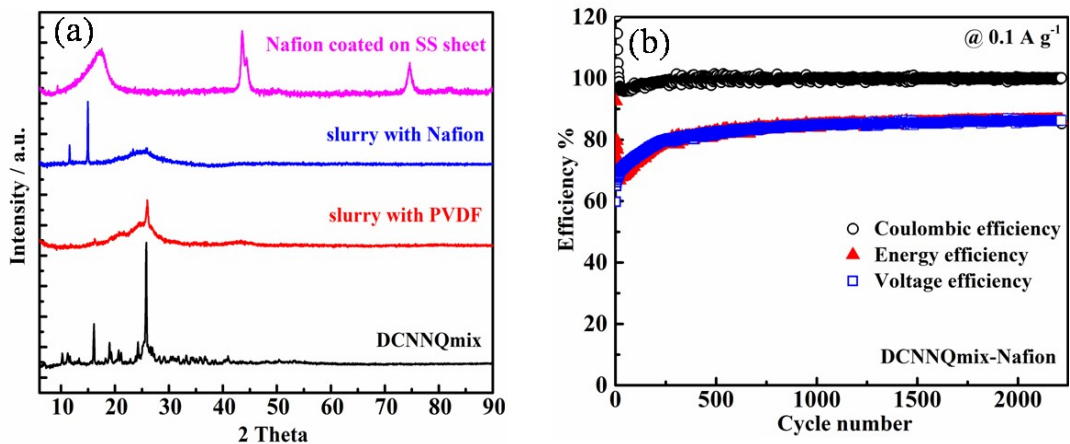 (a)
Nafion coated on SS sheet
slurry with Nafion
slurry with PVDF
DCNNQmix
Intensity / a.u.
10 20 30 40 50 60 70 80 90
2 Theta
(b)
@ 0.1 A g-1
120
100
80
60
40
20
0
Efficiency %
Coulombic efficiency
Energy efficiency
Voltage efficiency
DCNNQmix-Nafion
0 500 1000 1500 2000
Cycle number